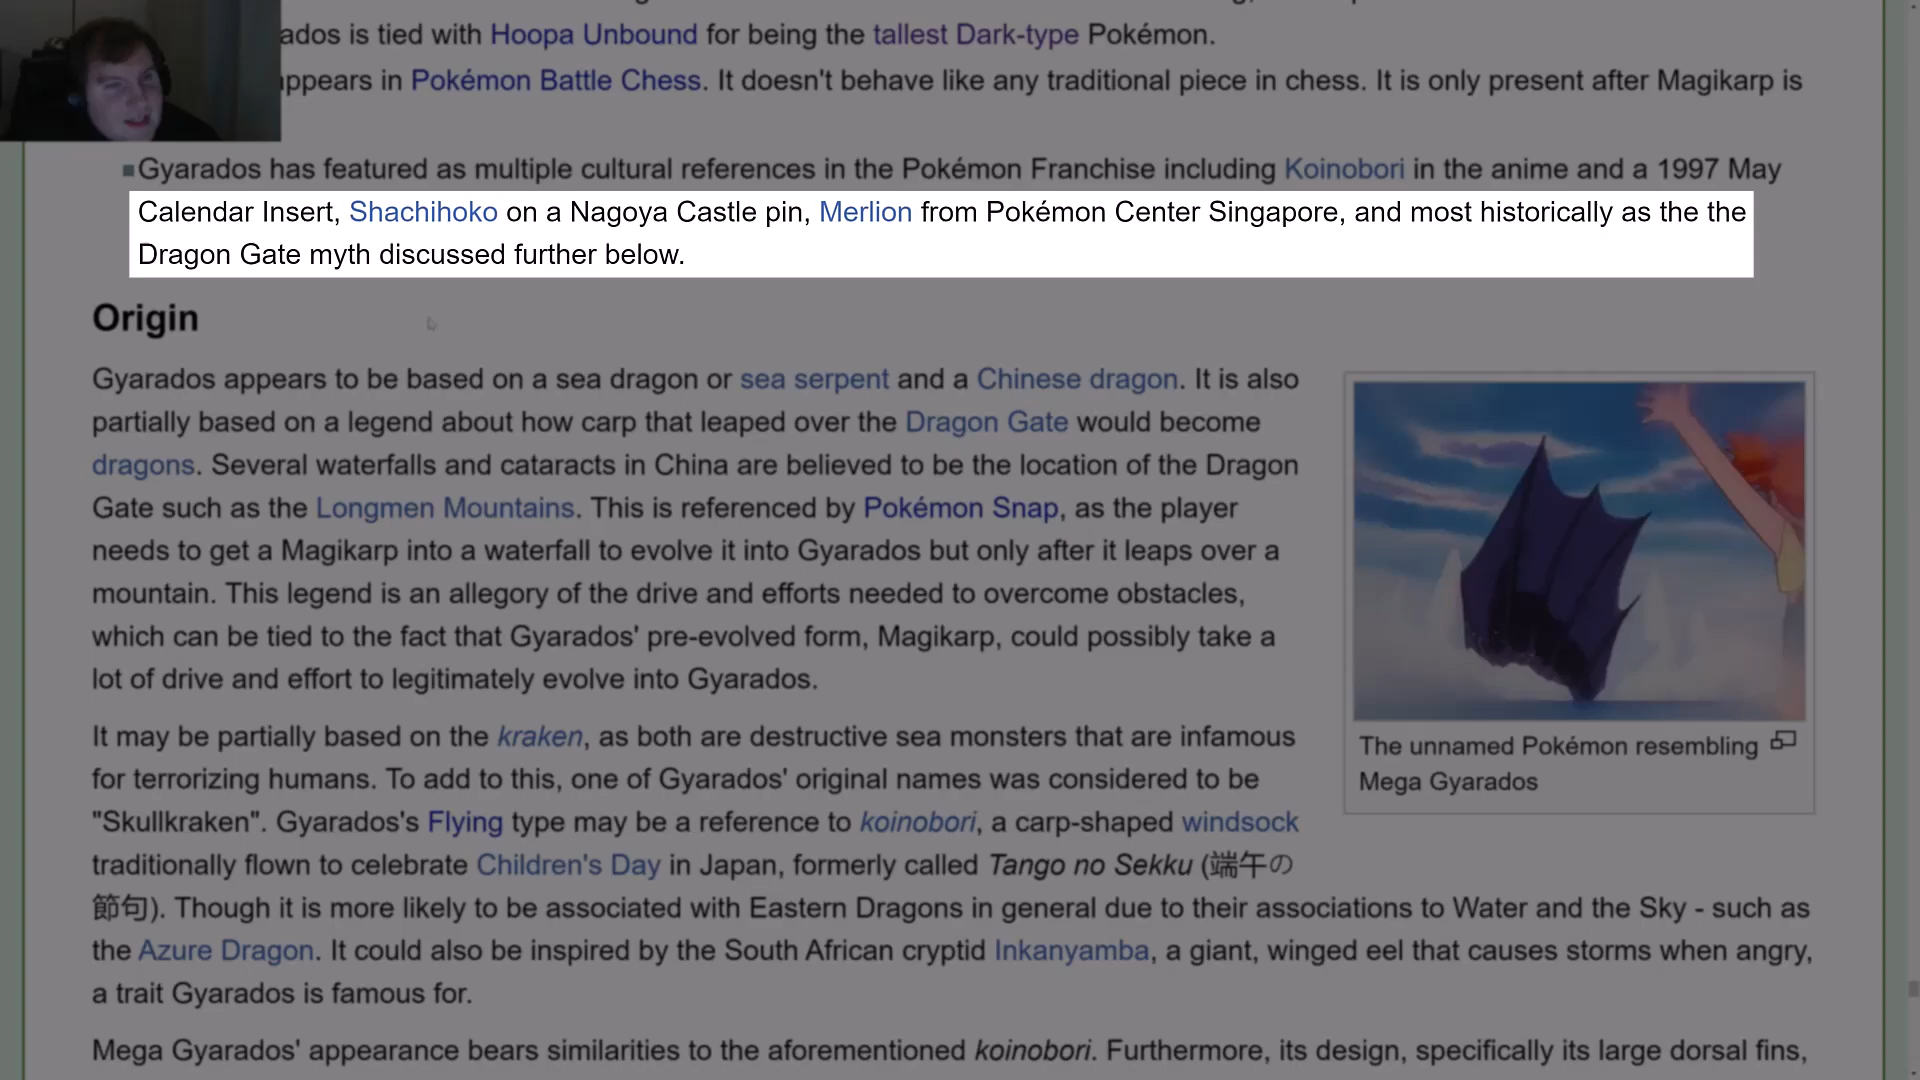 ados is tied with Hoopa Unbound for being the tallest Dark-type Pokémon.
appears in Pokémon Battle Chess. It doesn't behave like any traditional piece in chess. It is only present after Magikarp is
Gyarados has featured as multiple cultural references in the Pokémon Franchise including Koinobori in the anime and a 1997 May
Calendar Insert, Shachihoko on a Nagoya Castle pin, Merlion from Pokémon Center Singapore, and most historically as the the
Dragon Gate myth discussed further below.
Origin
Gyarados appears to be based on a sea dragon or sea serpent and a Chinese dragon. It is also
partially based on a legend about how carp that leaped over the Dragon Gate would become
dragons. Several waterfalls and cataracts in China are believed to be the location of the Dragon
Gate such as the Longmen Mountains. This is referenced by Pokémon Snap, as the player
needs to get a Magikarp into a waterfall to evolve it into Gyarados but only after it leaps over a
mountain. This legend is an allegory of the drive and efforts needed to overcome obstacles,
which can be tied to the fact that Gyarados' pre-evolved form, Magikarp, could possibly take a
lot of drive and effort to legitimately evolve into Gyarados.
The unnamed Pokémon resembling
Mega Gyarados
It may be partially based on the kraken, as both are destructive sea monsters that are infamous
for terrorizing humans. To add to this, one of Gyarados' original names was considered to be
"Skullkraken". Gyarados's Flying type may be a reference to koinobori, a carp-shaped windsock
traditionally flown to celebrate Children's Day in Japan, formerly called Tango no Sekku (端午の
節句). Though it is more likely to be associated with Eastern Dragons in general due to their associations to Water and the Sky - such as
the Azure Dragon. It could also be inspired by the South African cryptid Inkanyamba, a giant, winged eel that causes storms when angry,
a trait Gyarados is famous for.
Mega Gyarados' appearance bears similarities to the aforementioned koinobori. Furthermore, its design, specifically its large dorsal fins,